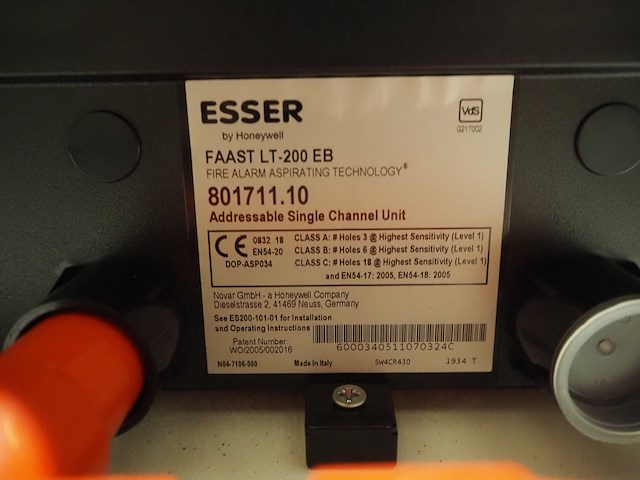 ESSER
by Honeywell
VdS
G217002
FAAST LT-200 EB
FIRE ALARM ASPIRATING TECHNOLOGY®
801711.10
Addressable Single Channel Unit
CE 0832 18
EN54-20
DOP-ASP034
CLASS A: # Holes 3 @ Highest Sensitivity (Level 1)
CLASS B: # Holes 6 @ Highest Sensitivity (Level 1)
CLASS C: # Holes 18 @ Highest Sensitivity (Level 1)
and EN54-17: 2005, EN54-18: 2005
Novar GmbH - a Honeywell Company
Dieselstrasse 2, 41469 Neuss, Germany
See ES200-101-01 for Installation
and Operating Instructions
Patent Number:
WO/2005/002016
6000340511070324C
N04-7106-000 Made in Italy SW4CR430 1934 T